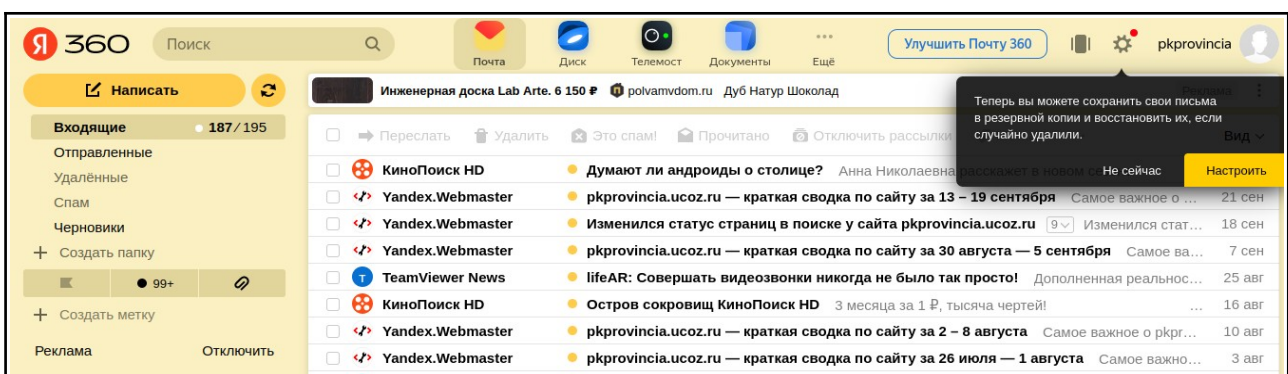 Я 360
Поиск
Почта
Диск
Телемост
Документы
Ещё
Улучшить Почту 360
pkprovincia
Написать
Инженерная доска Lab Arte. 6 150 ₽ polvamvdom.ru Дуб Натур Шоколад
Реклама
Теперь вы можете сохранить свои письма
в резервной копии и восстановить их, если
случайно удалили.
Не сейчас
Настроить
Входящие 187/195
Отправленные
Удалённые
Спам
Черновики
Создать папку
99+
Создать метку
Реклама Отключить
Переслать Удалить Это спам! Прочитано Отключить рассылки Вид
КиноПоиск HD Думают ли андроиды о столице? Анна Николаевна расскажет в новом
Yandex.Webmaster pkprovincia.ucoz.ru — краткая сводка по сайту за 13 – 19 сентября Самое важное о ... 21 сен
Yandex.Webmaster Изменился статус страниц в поиске у сайта pkprovincia.ucoz.ru 9 Изменился стат... 18 сен
Yandex.Webmaster pkprovincia.ucoz.ru — краткая сводка по сайту за 30 августа — 5 сентября Самое ва... 7 сен
T TeamViewer News lifeAR: Совершать видеозвонки никогда не было так просто! Дополненная реальнос... 25 авг
КиноПоиск HD Остров сокровищ КиноПоиск HD 3 месяца за 1 ₽, тысяча чертей! ... 16 авг
Yandex.Webmaster pkprovincia.ucoz.ru — краткая сводка по сайту за 2 – 8 августа Самое важное о pkpr... 10 авг
Yandex.Webmaster pkprovincia.ucoz.ru — краткая сводка по сайту за 26 июля — 1 августа Самое важно... 3 авг